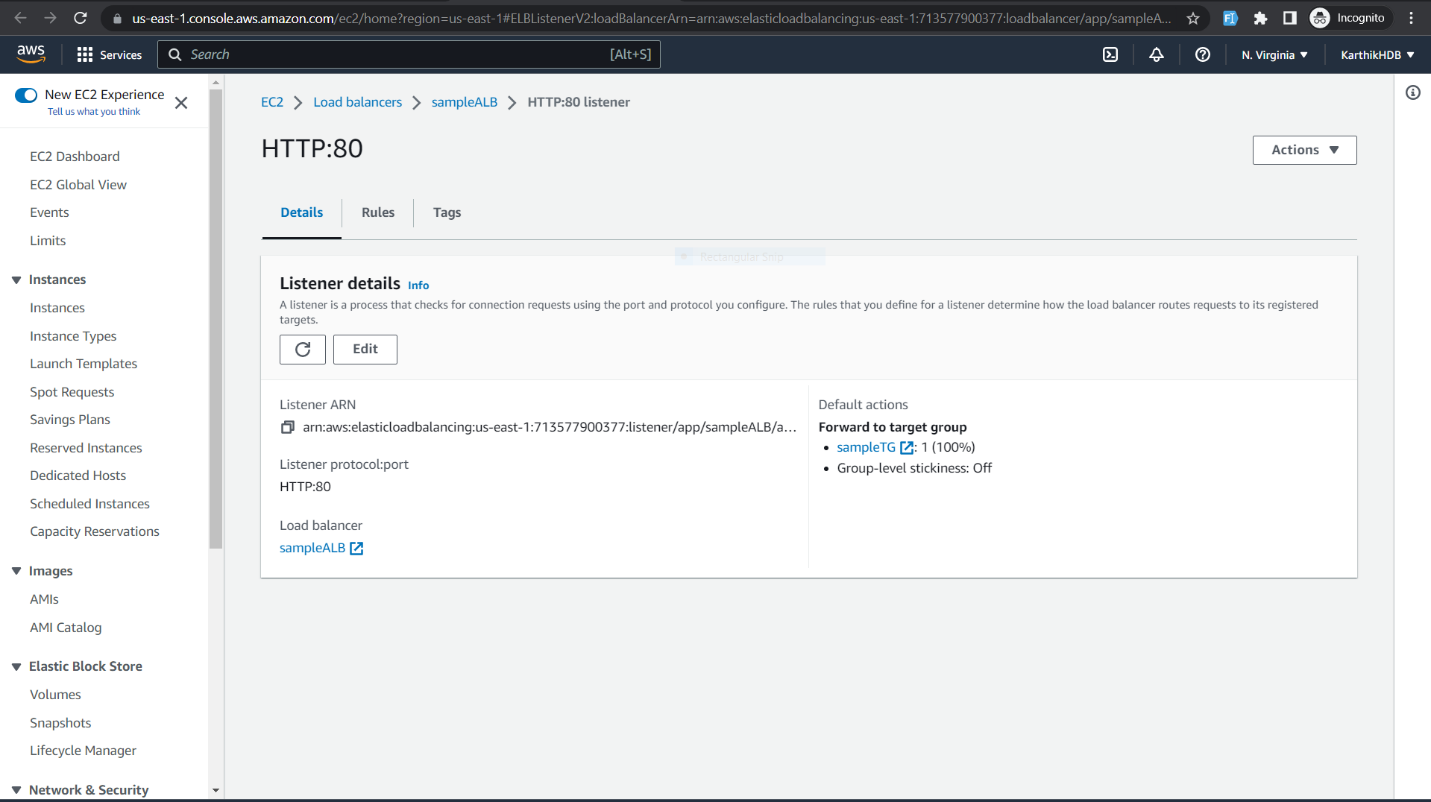 us-east-1.console.aws.amazon.com/ec2/home?region=us-east-1#ELBListenerV2:loadBalancerArn=arn:aws:elasticloadbalancing:us-east-1:713577900377:loadbalancer/app/sampleA...
Incognito
aws
Services
Search
[Alt+S]
N. Virginia
KarthikHDB
New EC2 Experience
Tell us what you think
EC2 Dashboard
EC2 Global View
Events
Limits
Instances
Instances
Instance Types
Launch Templates
Spot Requests
Savings Plans
Reserved Instances
Dedicated Hosts
Scheduled Instances
Capacity Reservations
Images
AMIs
AMI Catalog
Elastic Block Store
Volumes
Snapshots
Lifecycle Manager
Network & Security
EC2 > Load balancers > sampleALB > HTTP:80 listener
HTTP:80
Actions
Details
Rules
Tags
Rectangular Snip
Listener details Info
A listener is a process that checks for connection requests using the port and protocol you configure. The rules that you define for a listener determine how the load balancer routes requests to its registered
targets.
Edit
Listener ARN
arn:aws:elasticloadbalancing:us-east-1:713577900377:listener/app/sampleALB/a...
Listener protocol:port
HTTP:80
Load balancer
sampleALB
Default actions
Forward to target group
• sampleTG : 1 (100%)
• Group-level stickiness: Off